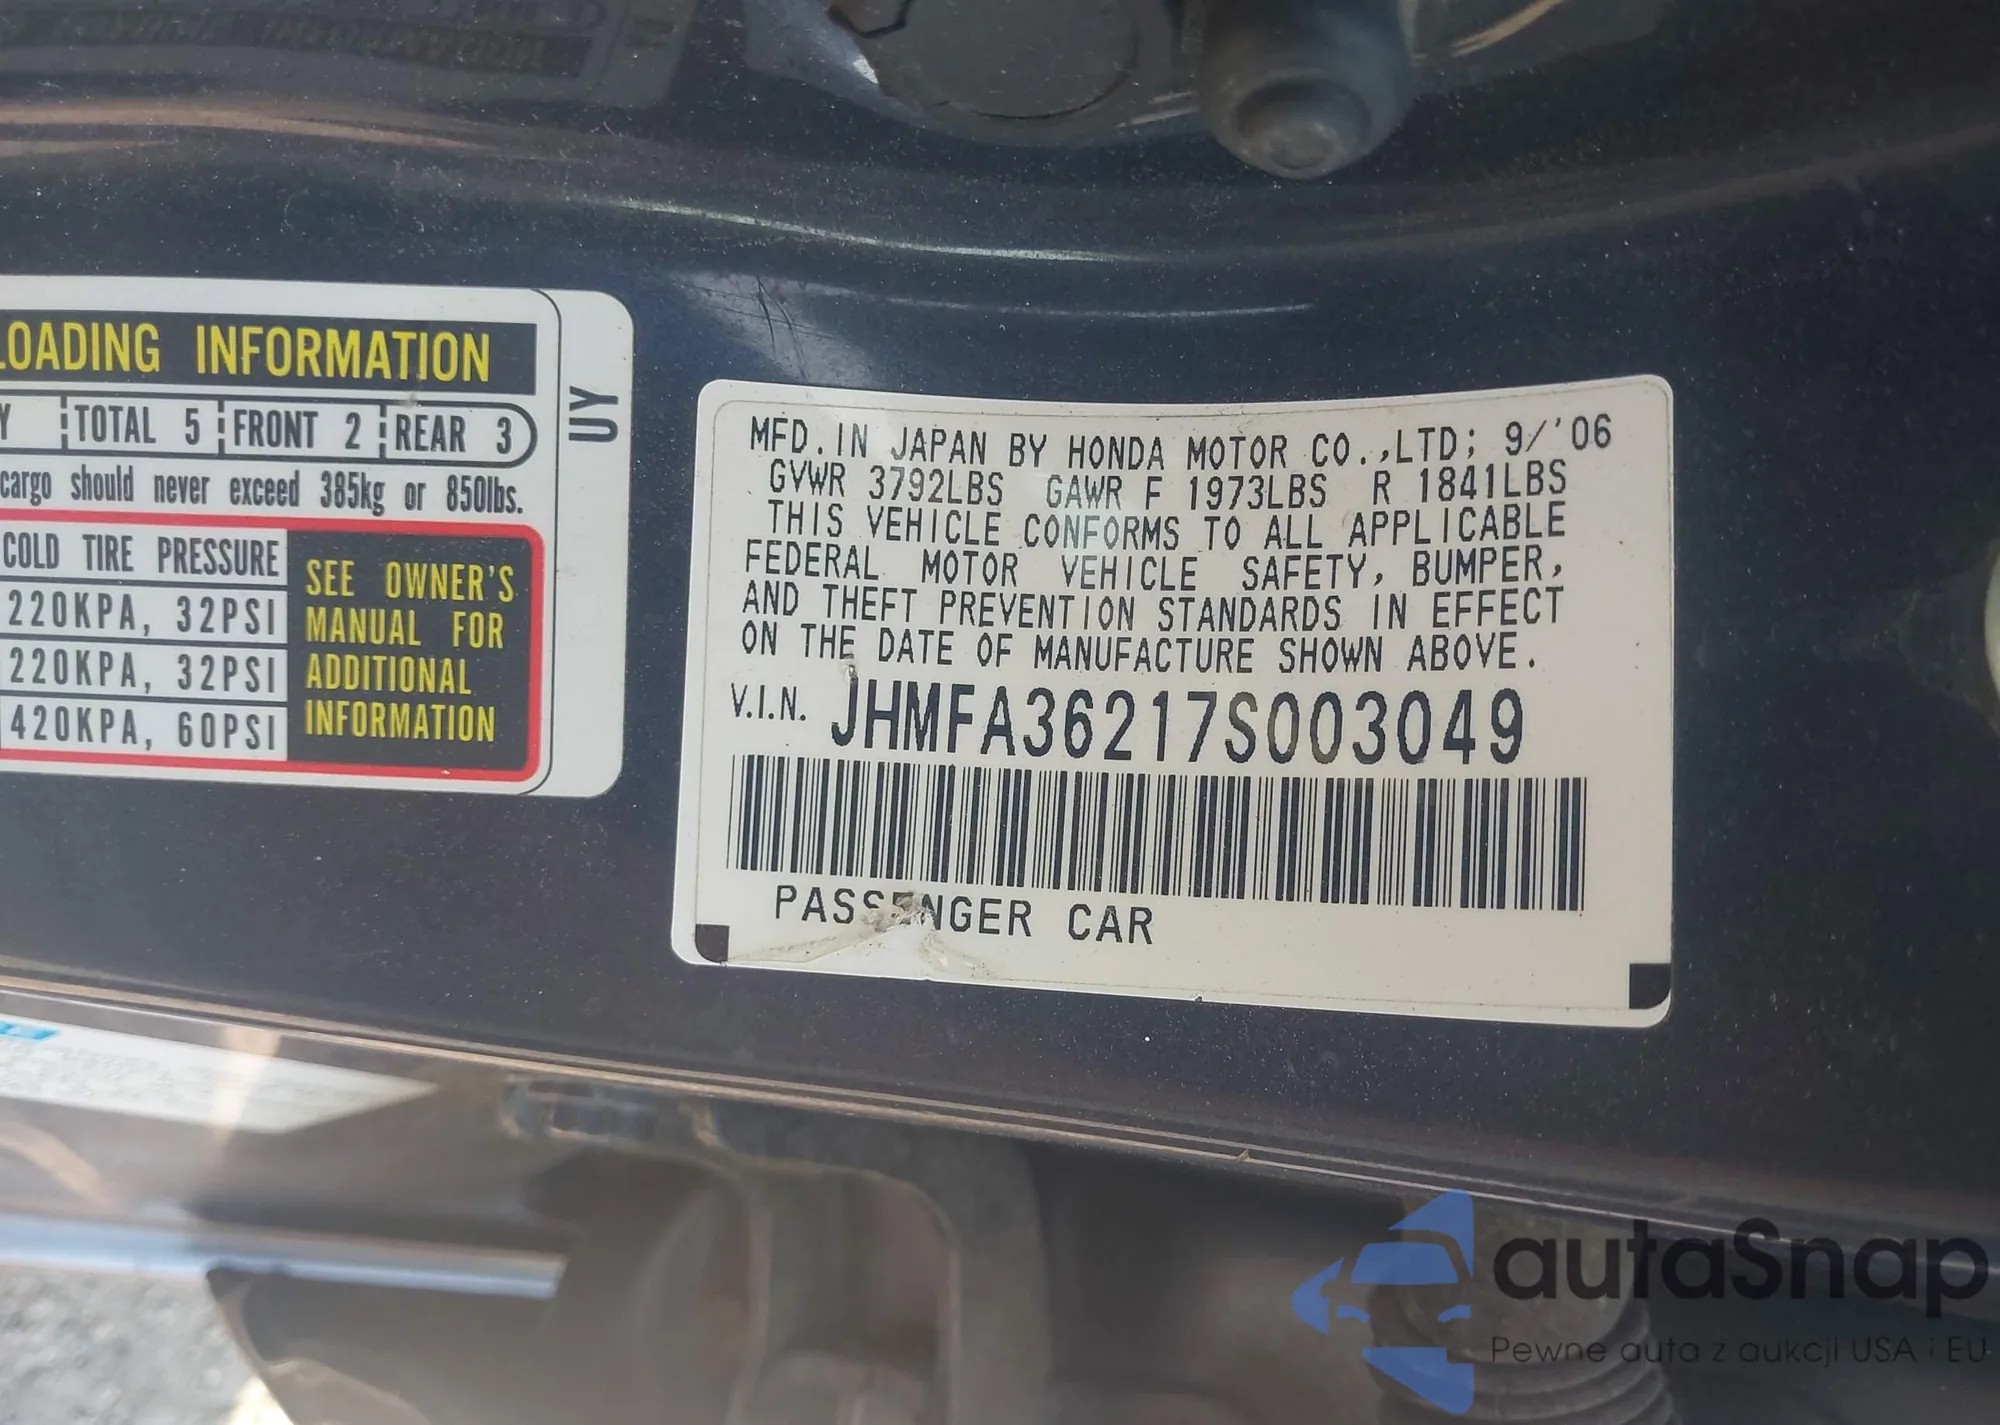 LOADING INFORMATION
TOTAL 5 FRONT 2 REAR 3
cargo should never exceed 385kg or 850lbs.
COLD TIRE PRESSURE
220KPA, 32PSI
220KPA, 32PSI
420KPA, 60PSI
SEE OWNER'S
MANUAL FOR
ADDITIONAL
INFORMATION
UY
MFD. IN JAPAN BY HONDA MOTOR CO.,LTD; 9/'06
GVWR 3792LBS GAWR F 1973LBS R 1841LBS
THIS VEHICLE CONFORMS TO ALL APPLICABLE
FEDERAL MOTOR VEHICLE SAFETY, BUMPER,
AND THEFT PREVENTION STANDARDS IN EFFECT
ON THE DATE OF MANUFACTURE SHOWN ABOVE.
V.I.N. JHMFA36217S003049
PASSENGER CAR
autaSnap
Pewne auta z aukcji USA i EU